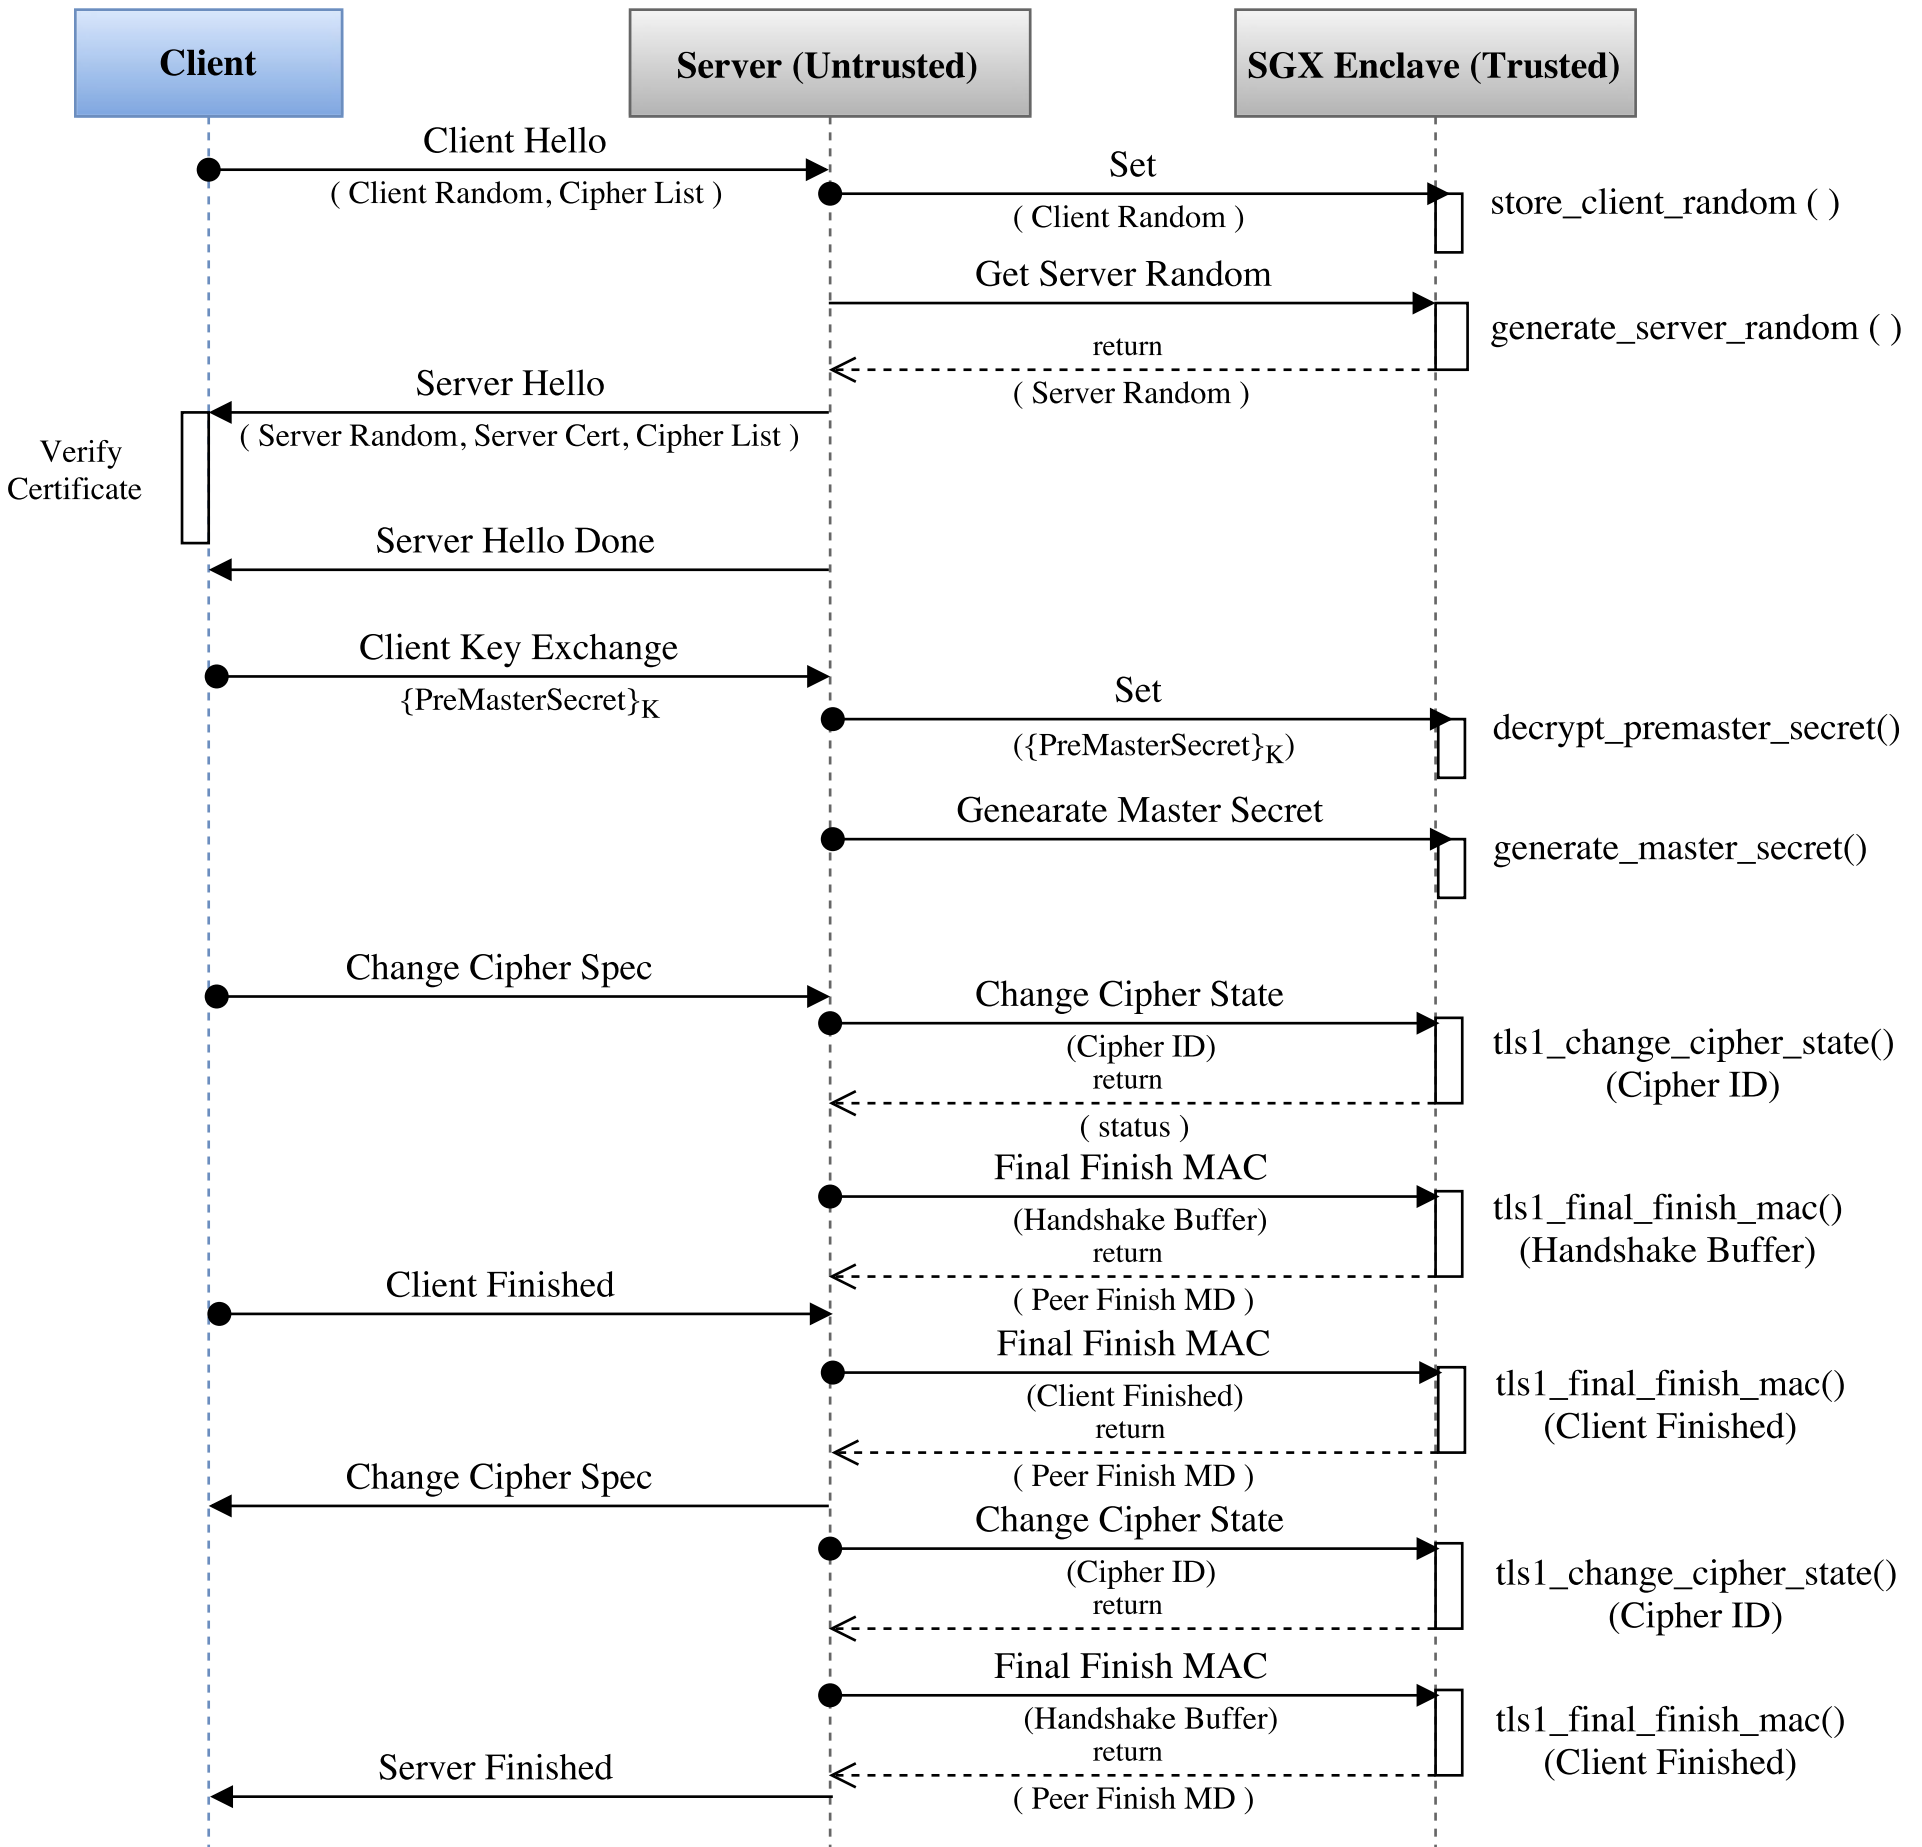 Client
Server (Untrusted)
SGX Enclave (Trusted)
Client Hello
( Client Random, Cipher List )
Set
( Client Random )
store_client_random ( )
Get Server Random
generate_server_random ( )
return
( Server Random )
Server Hello
( Server Random, Server Cert, Cipher List )
Verify
Certificate
Server Hello Done
Client Key Exchange
{PreMasterSecret}K
Set
({PreMasterSecret}K)
decrypt_premaster_secret()
Genearate Master Secret
generate_master_secret()
Change Cipher Spec
Change Cipher State
(Cipher ID)
return
( status )
tls1_change_cipher_state()
(Cipher ID)
Final Finish MAC
(Handshake Buffer)
return
( Peer Finish MD )
tls1_final_finish_mac()
(Handshake Buffer)
Client Finished
Final Finish MAC
(Client Finished)
return
( Peer Finish MD )
tls1_final_finish_mac()
(Client Finished)
Change Cipher Spec
Change Cipher State
(Cipher ID)
return
tls1_change_cipher_state()
(Cipher ID)
Final Finish MAC
(Handshake Buffer)
return
( Peer Finish MD )
tls1_final_finish_mac()
(Client Finished)
Server Finished